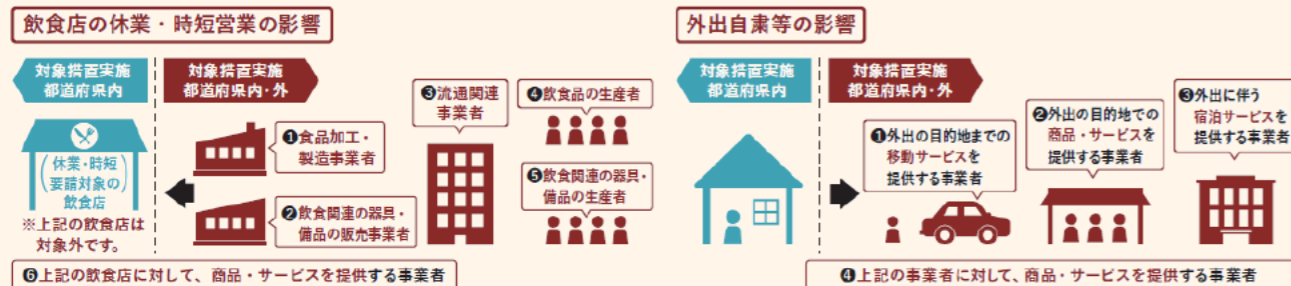 飲食店の休業・時短営業の影響
対象措置実施
都道府県内
対象措置実施
都道府県内・外
休業・時短
要請対象の
飲食店
※上記の飲食店は
対象外です。
❶食品加工・
製造事業者
❷飲食関連の器具・
備品の販売事業者
❸流通関連
事業者
❹飲食品の生産者
❺飲食関連の器具・
備品の生産者
❻上記の飲食店に対して、商品・サービスを提供する事業者
外出自粛等の影響
対象措置実施
都道府県内
対象措置実施
都道府県内・外
❶外出の目的地までの
移動サービスを
提供する事業者
❷外出の目的地での
商品・サービスを
提供する事業者
❸外出に伴う
宿泊サービスを
提供する事業者
❹上記の事業者に対して、商品・サービスを提供する事業者